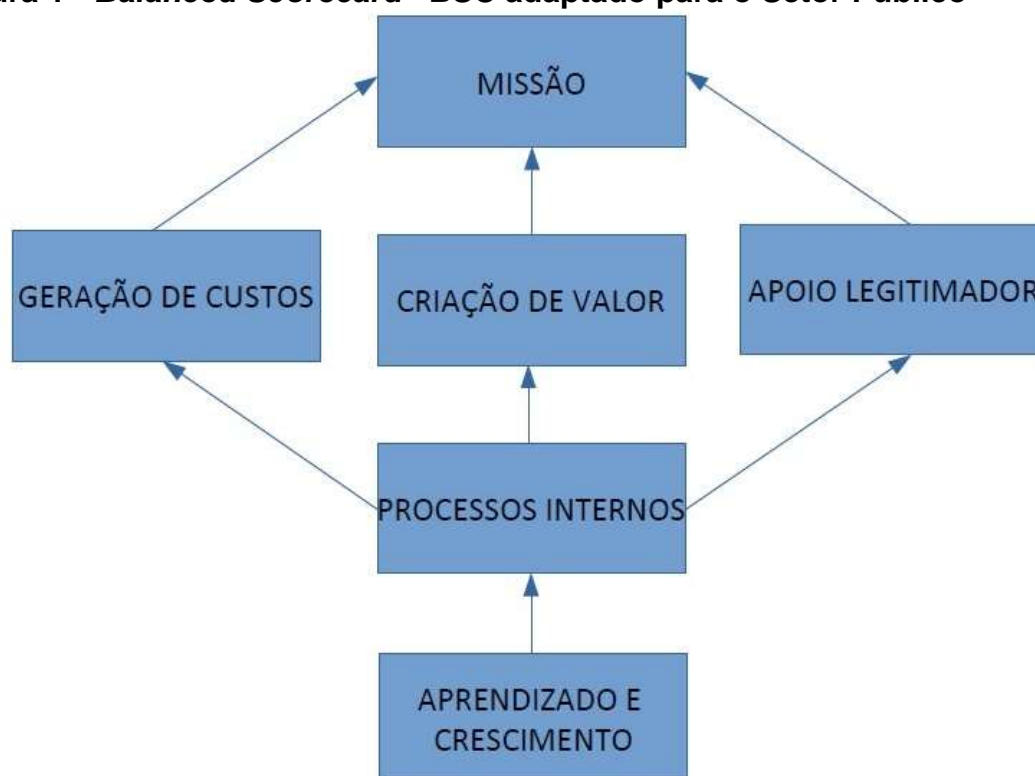 Balanced Scorecard - BSC adaptado para o Setor Público
MISSÃO
GERAÇÃO DE CUSTOS
CRIAÇÃO DE VALOR
APOIO LEGITIMADOR
PROCESSOS INTERNOS
APRENDIZADO E
CRESCIMENTO